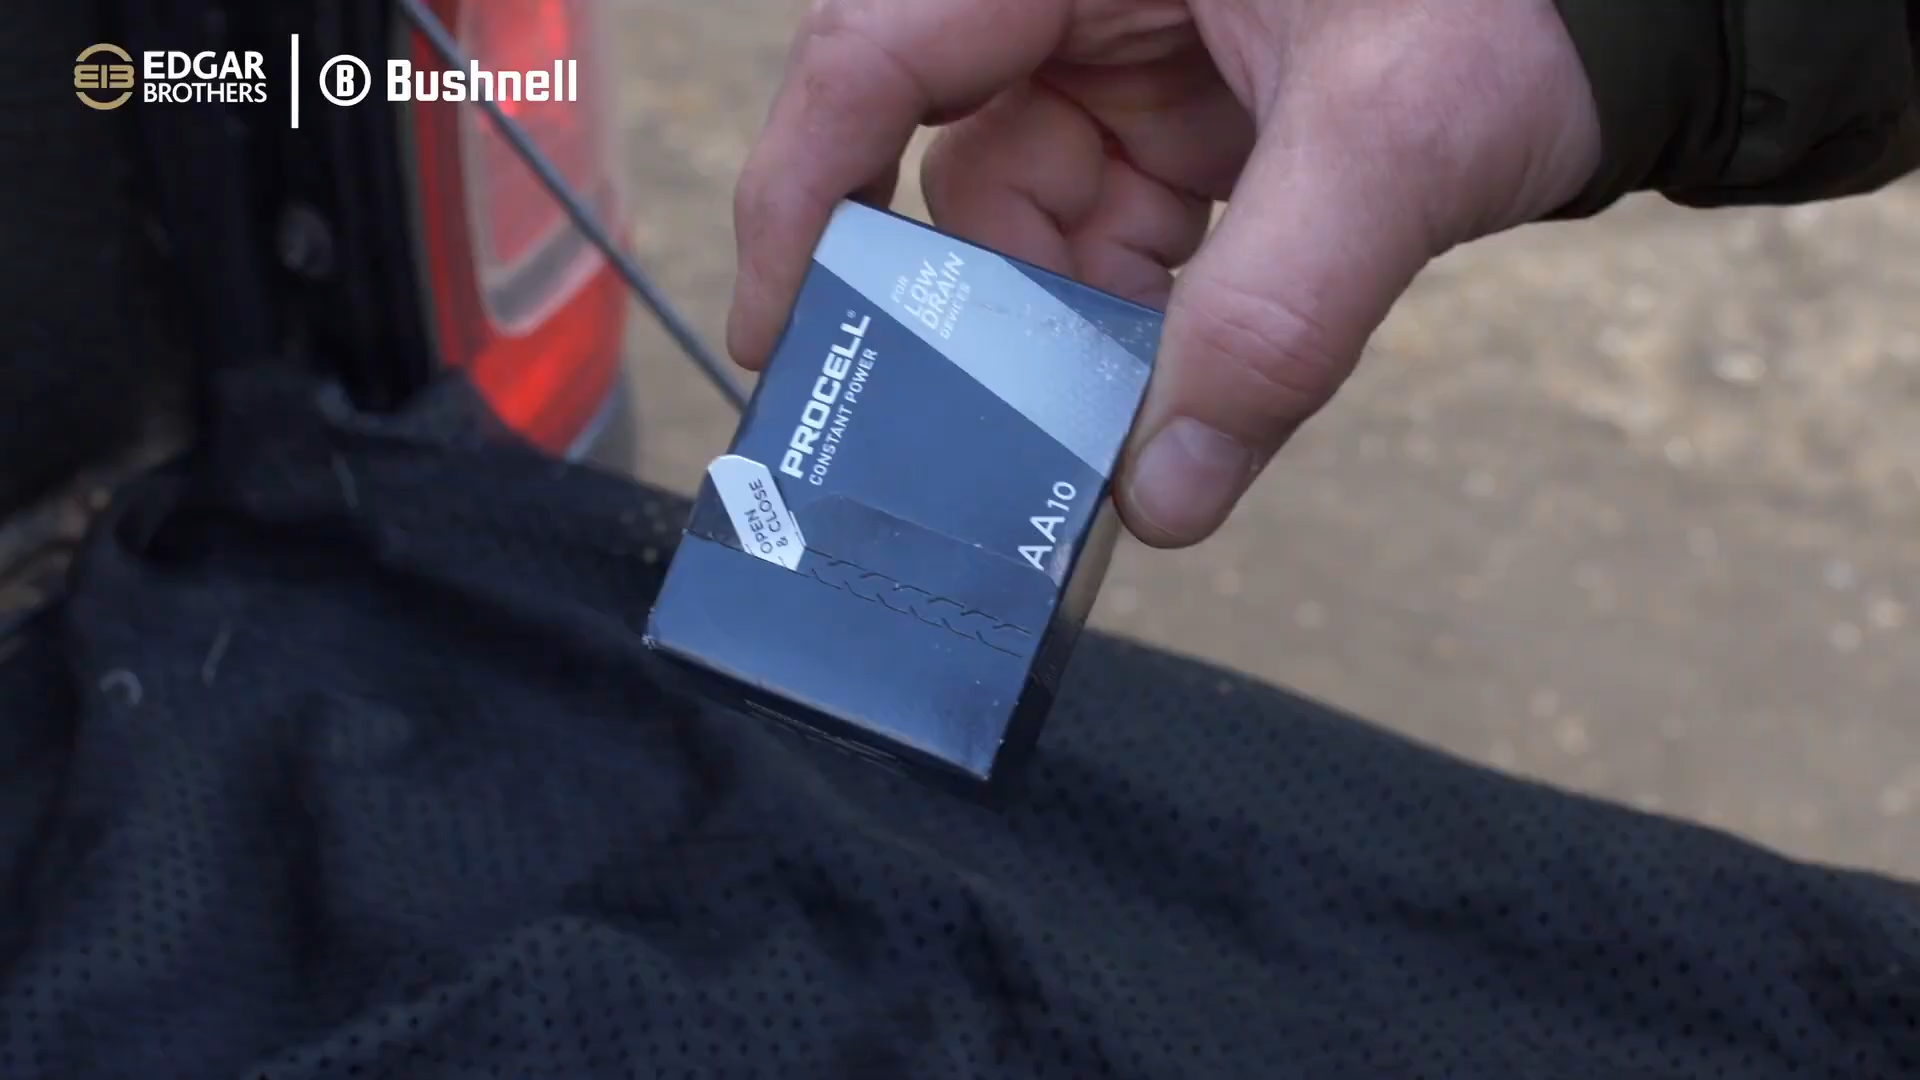 EDGAR
BROTHERS
B Bushnell
FOR
LOW
DRAIN
DEVICES
PROCELL®
CONSTANT POWER
OPEN
& CLOSE
AA10